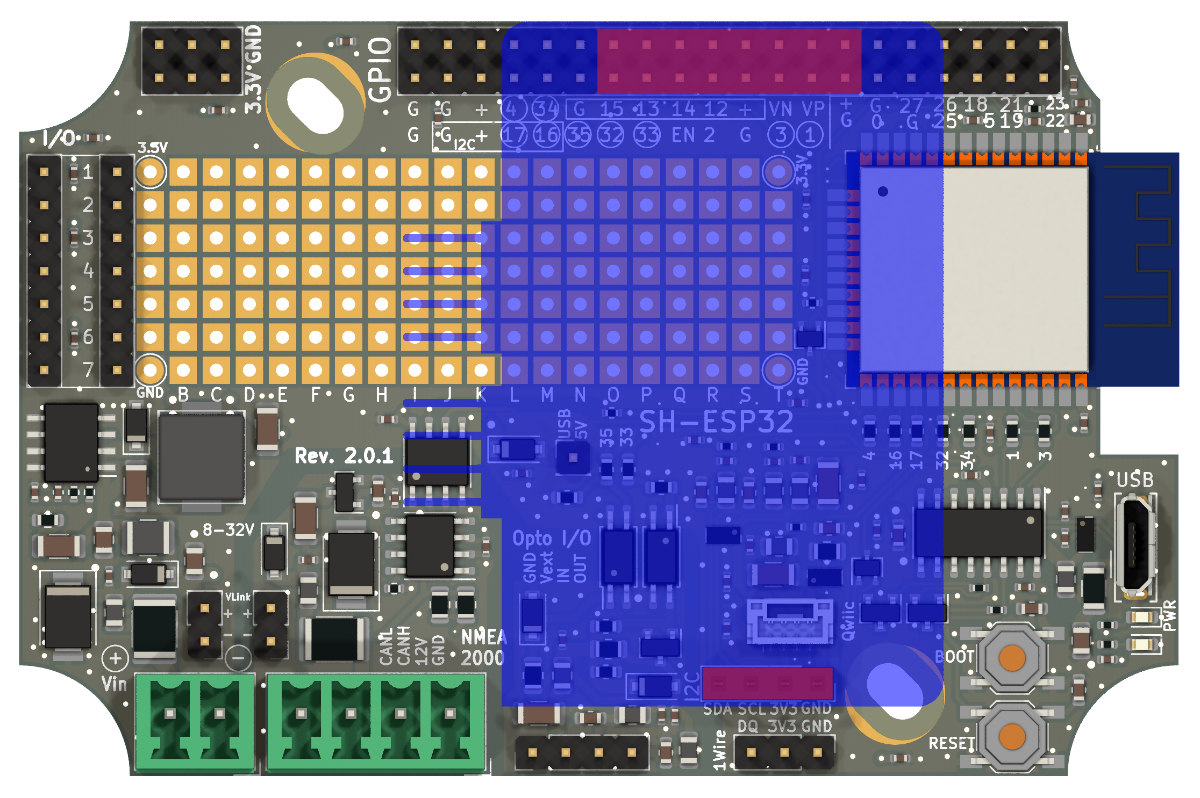 3.3V GND
GPIO
G G + 4 34 G 15 13 14 12 + VN VP + G 27 26 18 21 23
G G + 17 16 35 32 33 EN 2 G 3 1 G 0 G 25 5 19 22
I2C
I/O
3.5V
3.3V
1
2
3
4
5
6
7
GND B C D E F G H I J K L M N O P Q R S T GND
SH-ESP32
USB 5V
35
33
4 16 17 32 34 1 3
Rev. 2.0.1
USB
8-32V
Opto I/O
GND
Vext
IN
OUT
VLink
+ +
- -
Qwiic
PWR
CANL
CANH
12V
GND
NMEA
2000
BOOT
+
Vin
-
I2C
SDA SCL 3V3 GND
DQ 3V3 GND
1Wire
RESET